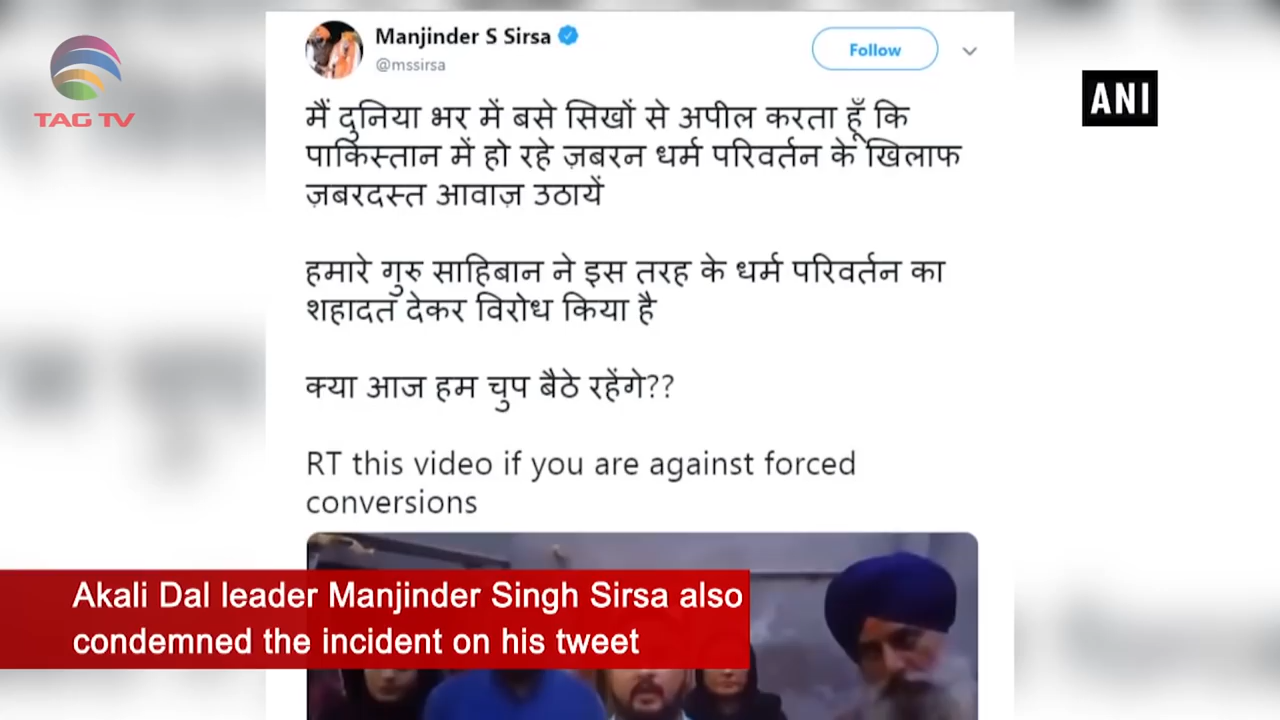 TAG TV
Manjinder S Sirsa
@mssirsa
Follow
ANI
मैं दुनिया भर में बसे सिखों से अपील करता हूँ कि
पाकिस्तान में हो रहे ज़बरन धर्म परिवर्तन के खिलाफ
ज़बरदस्त आवाज़ उठायें
हमारे गुरु साहिबान ने इस तरह के धर्म परिवर्तन का
शहादत देकर विरोध किया है
क्या आज हम चुप बैठे रहेंगे??
RT this video if you are against forced
conversions
Akali Dal leader Manjinder Singh Sirsa also
condemned the incident on his tweet